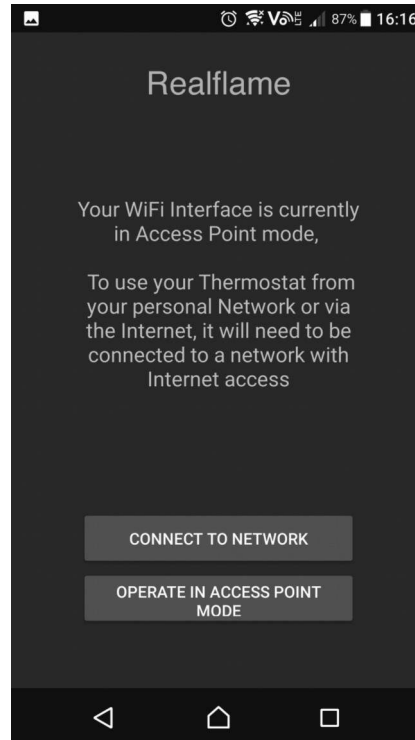 87% 16:16
Realflame
Your WiFi Interface is currently
in Access Point mode,
To use your Thermostat from
your personal Network or via
the Internet, it will need to be
connected to a network with
Internet access
CONNECT TO NETWORK
OPERATE IN ACCESS POINT
MODE